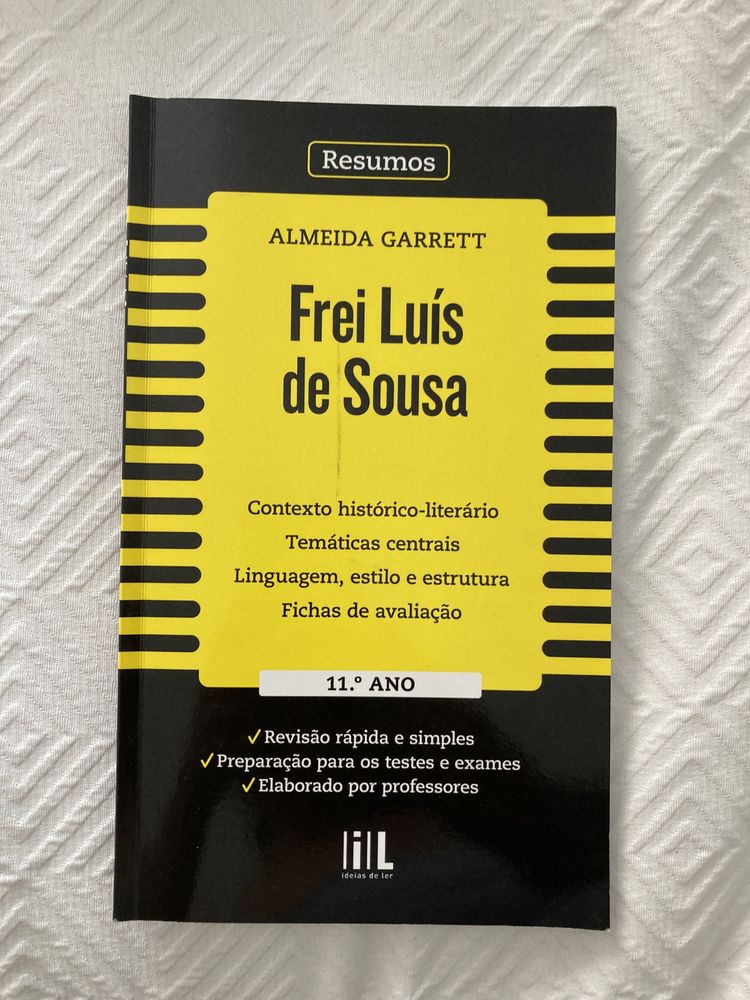 Resumos
ALMEIDA GARRETT
Frei Luís
de Sousa
Contexto histórico-literário
Temáticas centrais
Linguagem, estilo e estrutura
Fichas de avaliação
11.º ANO
✓Revisão rápida e simples
✓Preparação para os testes e exames
✓Elaborado por professores
|i|L
ideias de ler